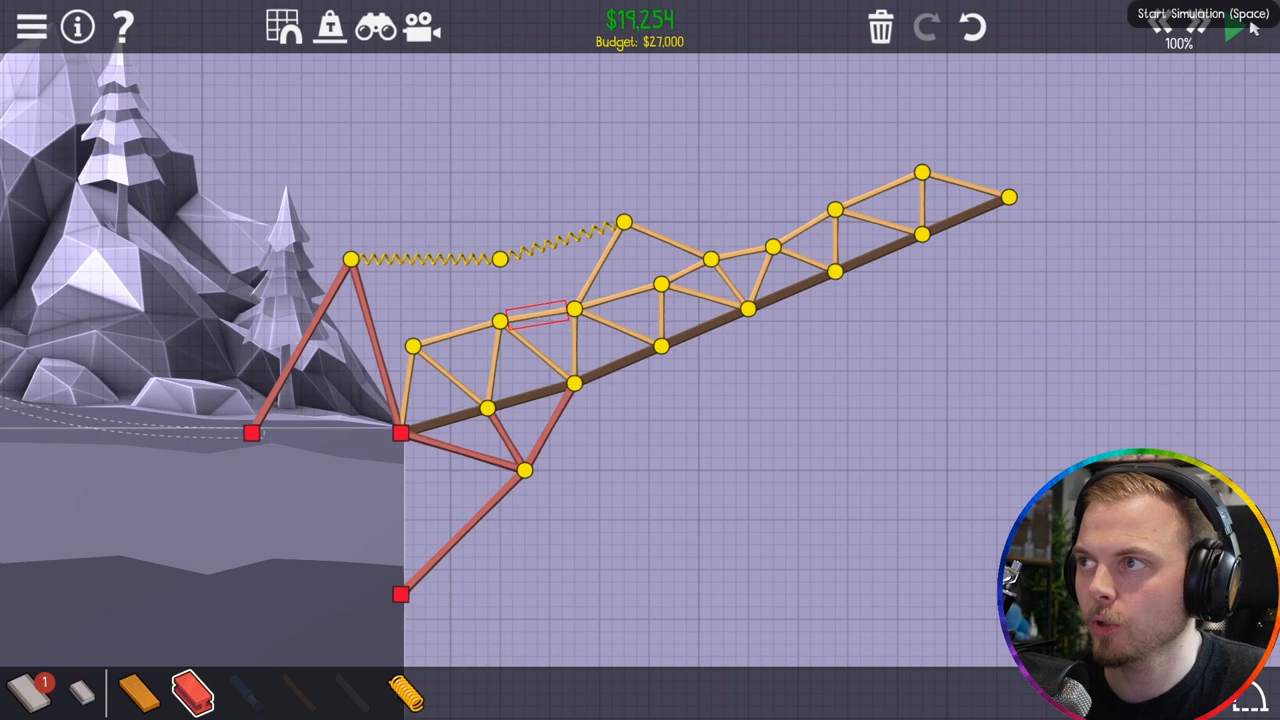 $19,254
Budget: $27,000
Start Simulation (Space)
100%
T
1